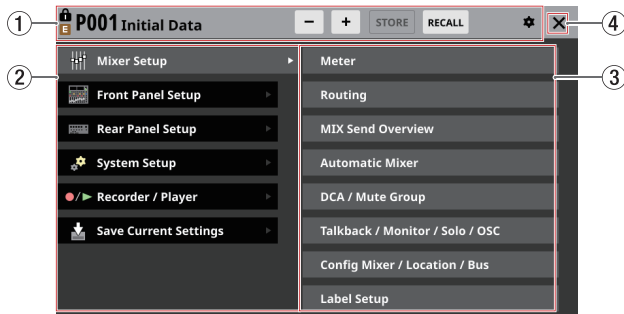 ①
E P001 Initial Data − + STORE RECALL
④
②
③
Mixer Setup
Front Panel Setup
Rear Panel Setup
System Setup
Recorder / Player
Save Current Settings
Meter
Routing
MIX Send Overview
Automatic Mixer
DCA / Mute Group
Talkback / Monitor / Solo / OSC
Config Mixer / Location / Bus
Label Setup